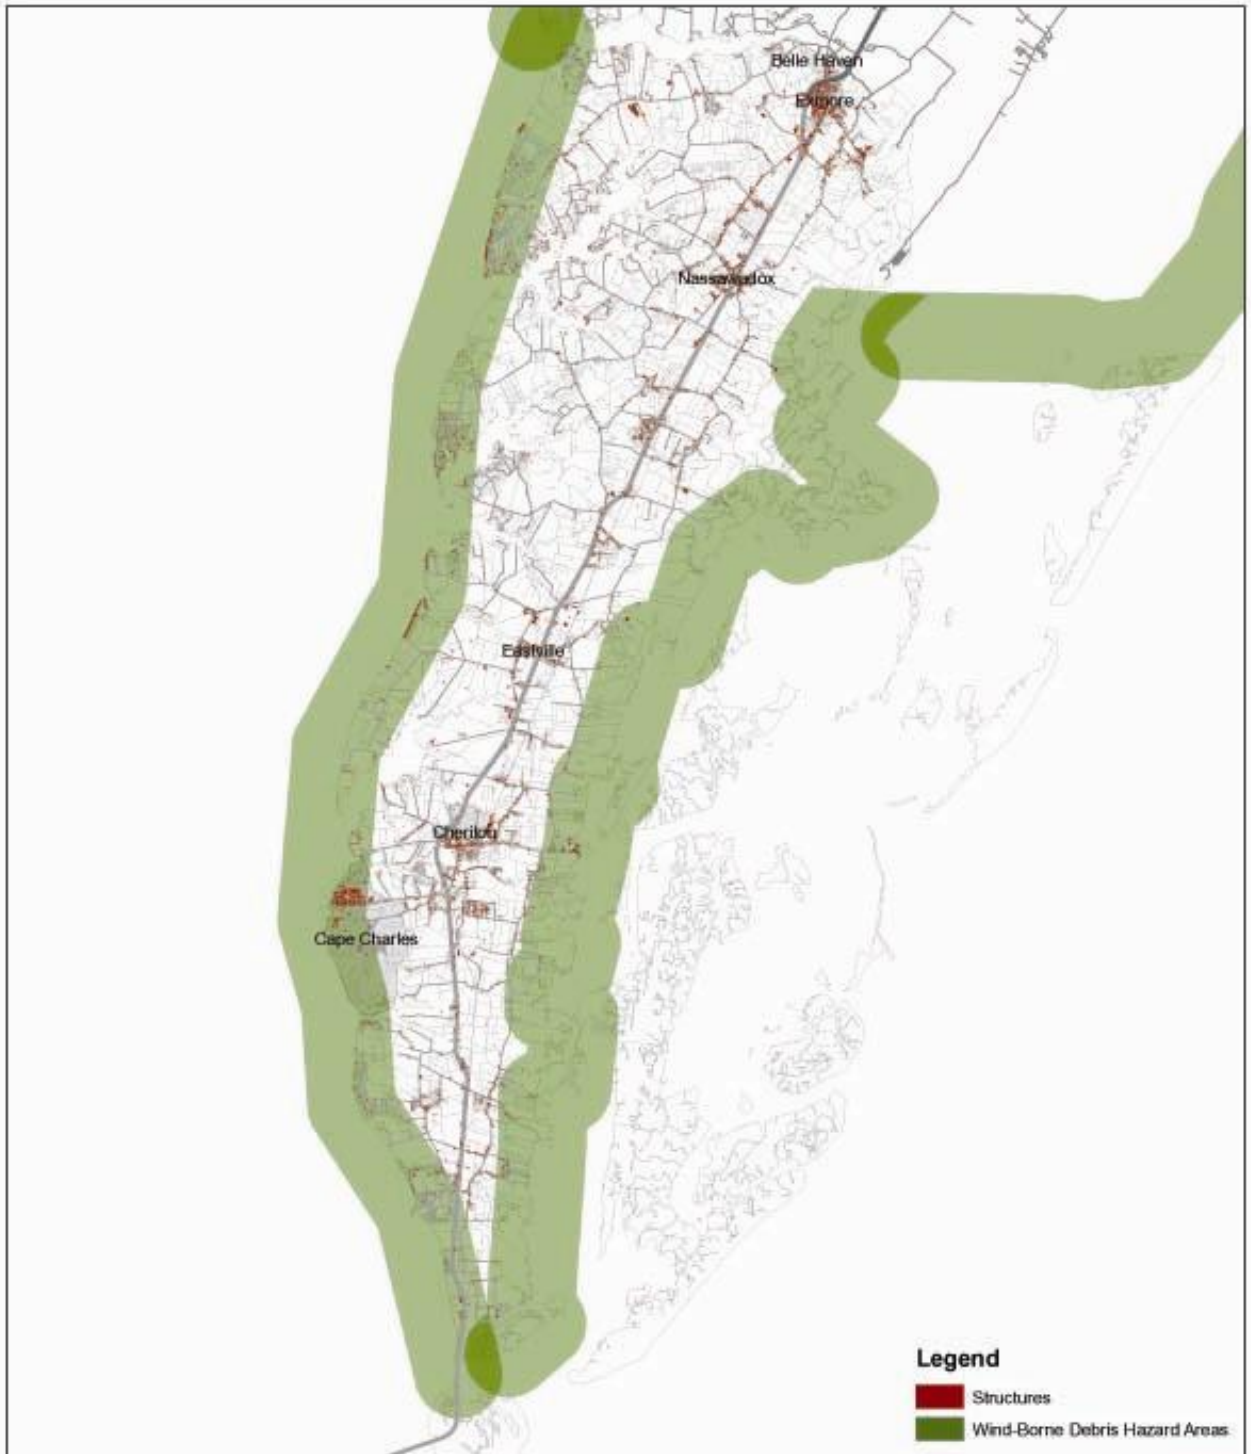 Belle Haven
Exmore
Nassawadox
Eastville
Cheriton
Cape Charles
Legend
Structures
Wind-Borne Debris Hazard Areas